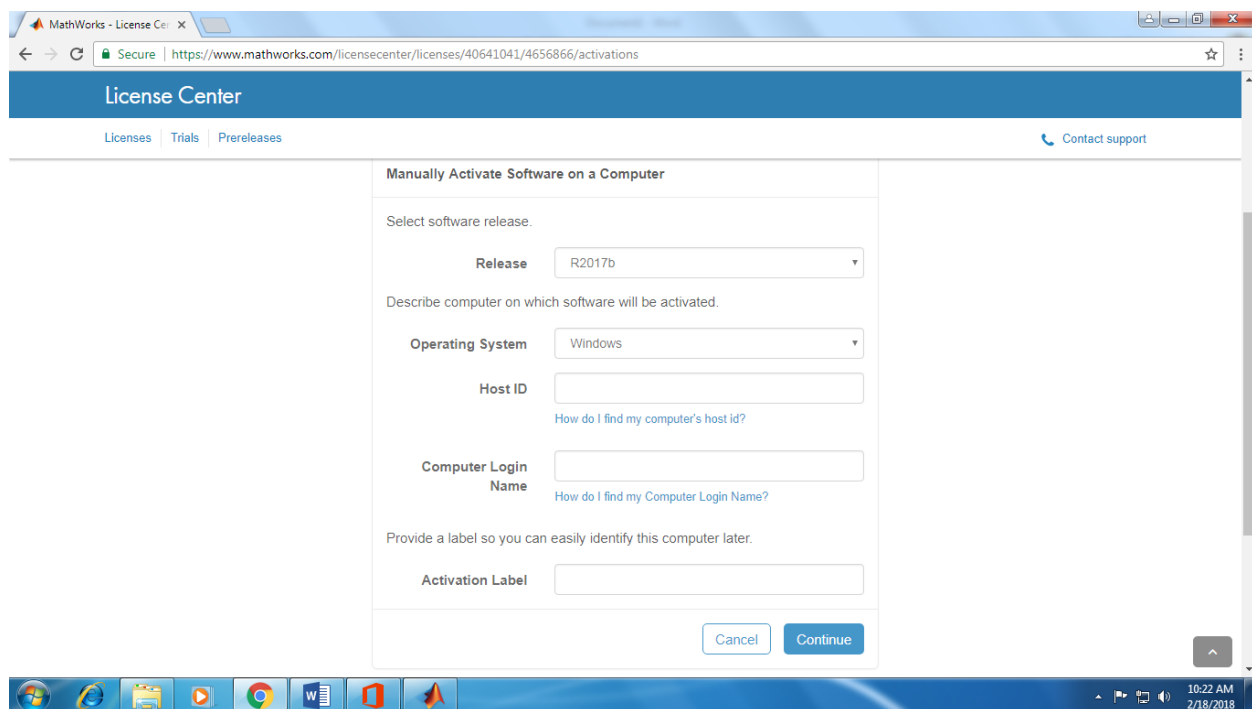 MathWorks - License Cer
Document1 - Word
Secure | https://www.mathworks.com/licensecenter/licenses/40641041/4656866/activations
License Center
Licenses Trials Prereleases Contact support
Manually Activate Software on a Computer
Select software release.
Release R2017b
Describe computer on which software will be activated.
Operating System Windows
Host ID
How do I find my computer's host id?
Computer Login
Name
How do I find my Computer Login Name?
Provide a label so you can easily identify this computer later.
Activation Label
Cancel Continue
10:22 AM
2/18/2018